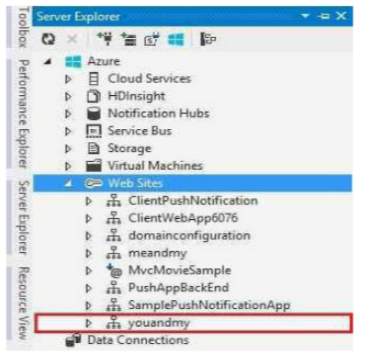 Server Explorer
Toolbox
Performance Explorer
Server Explorer
Resource View
Azure
Cloud Services
HDInsight
Notification Hubs
Service Bus
Storage
Virtual Machines
Web Sites
ClientPushNotification
ClientWebApp6076
domainconfiguration
meandmy
MvcMovieSample
PushAppBackEnd
SamplePushNotificationApp
youandmy
Data Connections